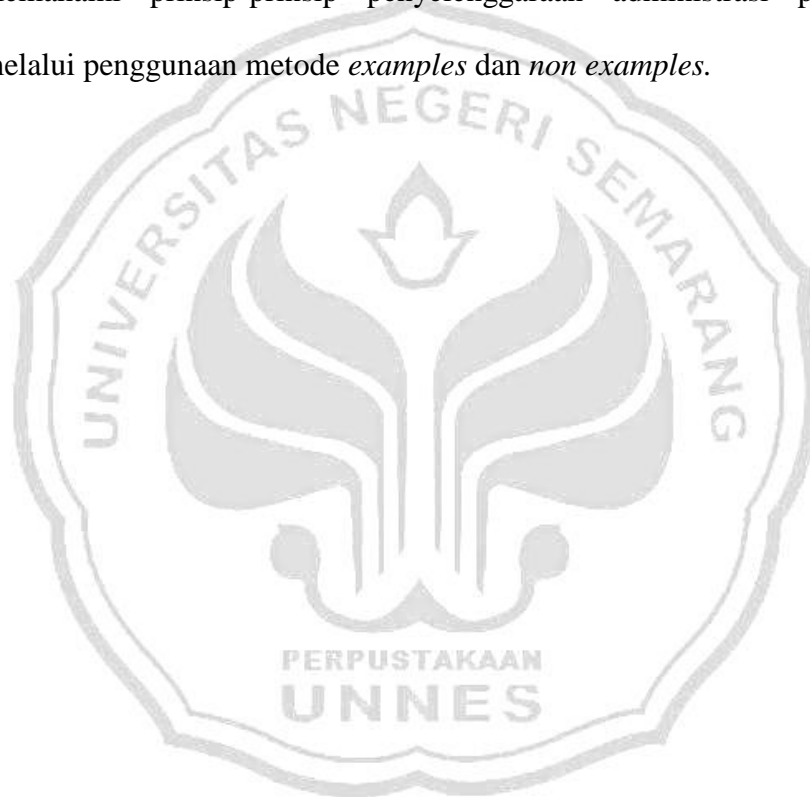 prinsip-prinsip penyelenggaraan administrasi
melalui penggunaan metode examples dan non examples.
UNIVERSITAS NEGERI SEMARANG
PERPUSTAKAAN
UNNES